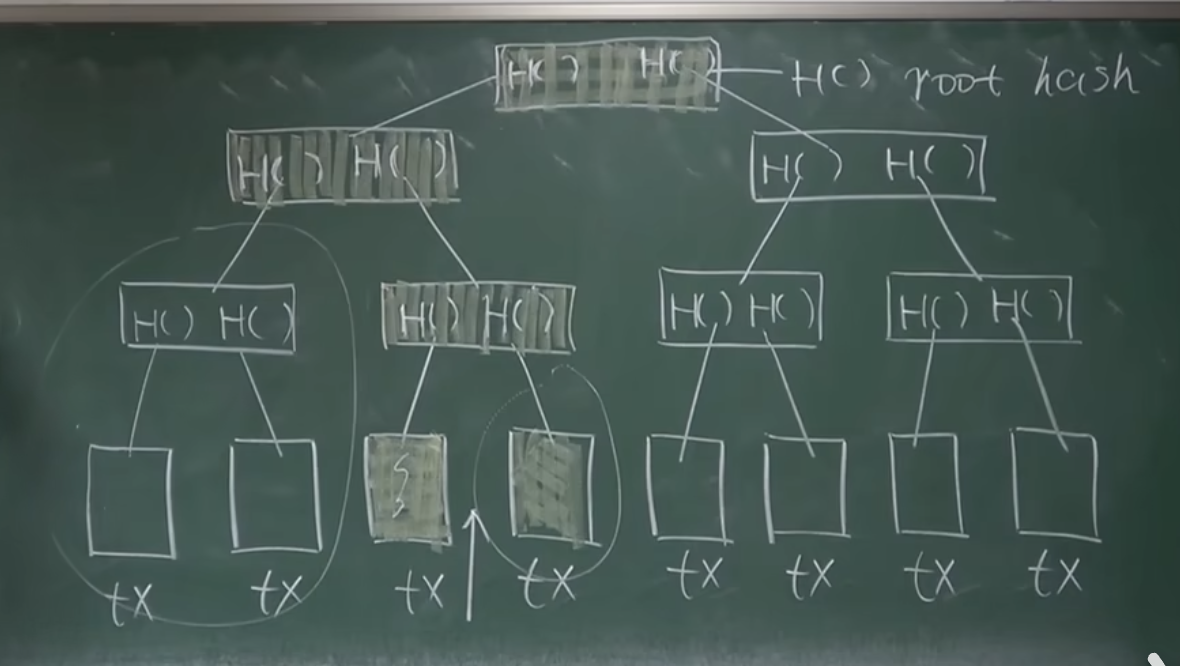 H( ) H( ) H( ) root hash
H( ) H( ) H( ) H( )
H( ) H( ) H( ) H( ) H( ) H( ) H( ) H( )
tx tx tx tx tx tx tx tx